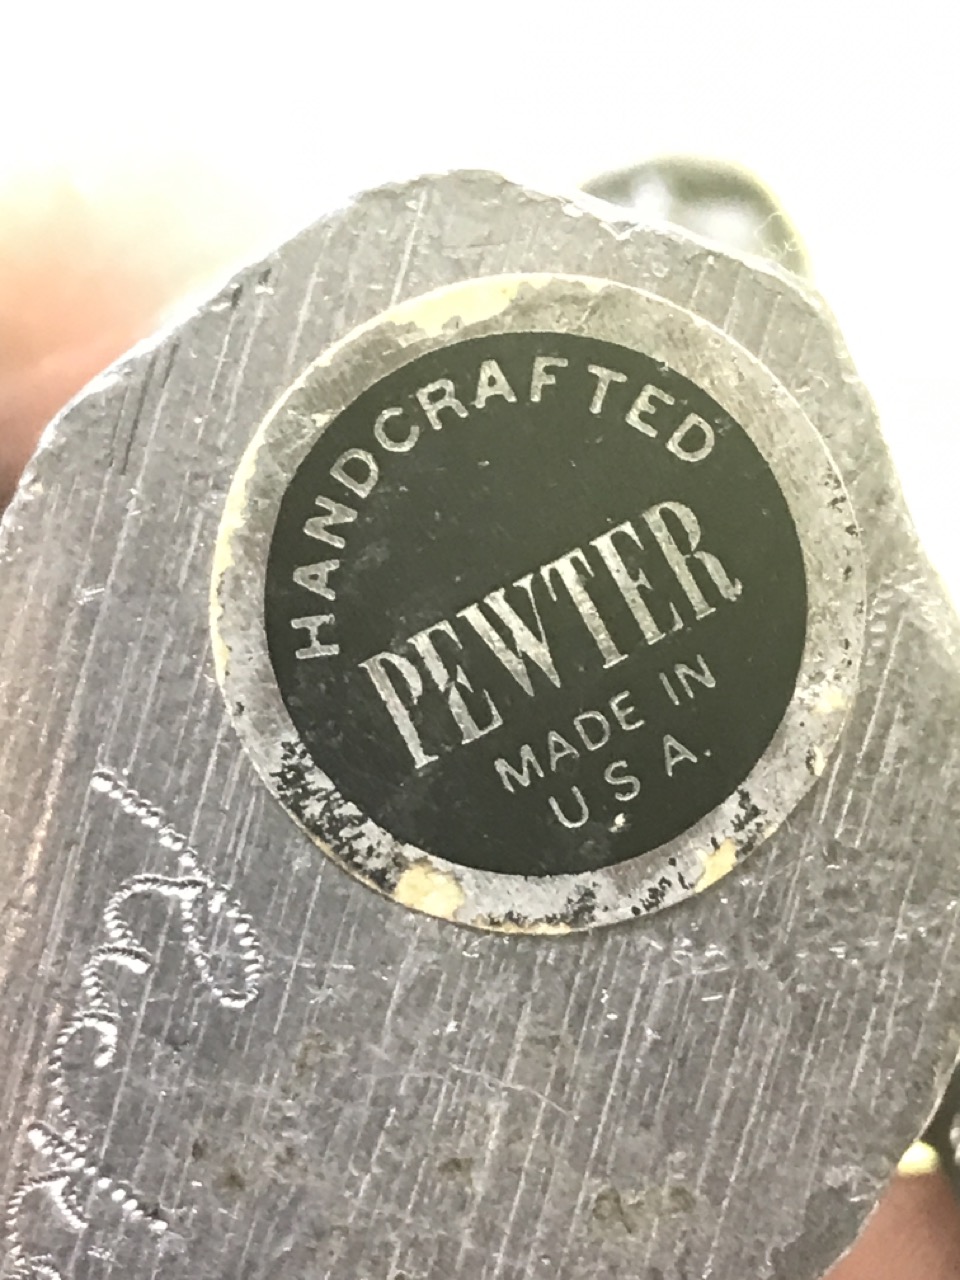 HANDCRAFTED
PEWTER
MADE IN
U.S.A.